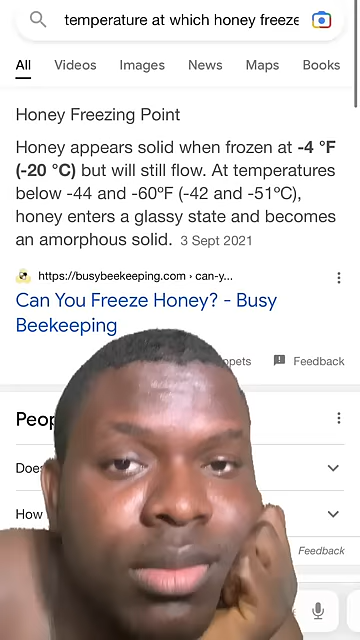 temperature at which honey freeze
All Videos Images News Maps Books
Honey Freezing Point
Honey appears solid when frozen at -4 °F
(-20 °C) but will still flow. At temperatures
below -44 and -60ºF (-42 and -51ºC),
honey enters a glassy state and becomes
an amorphous solid. 3 Sept 2021
https://busybeekeeping.com › can-y...
Can You Freeze Honey? - Busy
Beekeeping
Feedback
How
Feedback